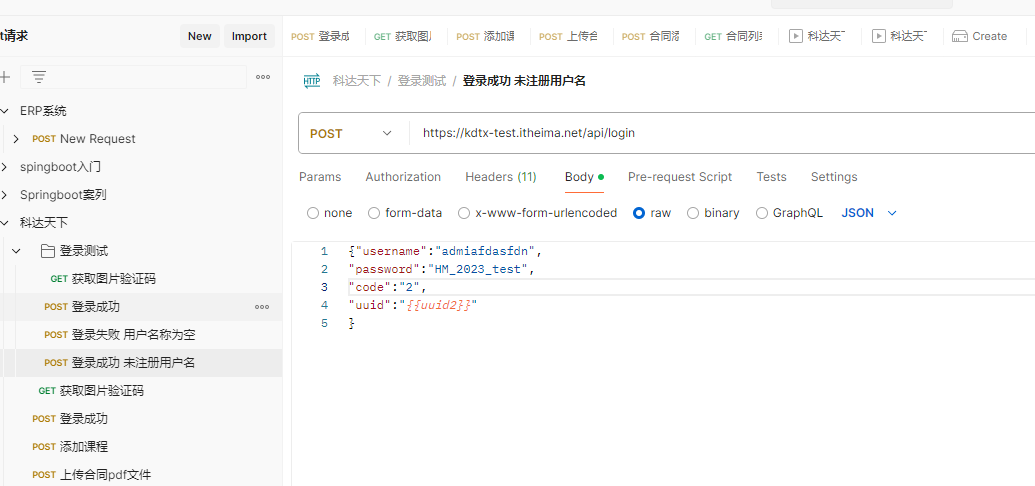 t请求
New
Import
POST 登录成
GET 获取图片
POST 添加课
POST 上传合
POST 合同添
GET 合同列表
科达天下
科达天下
Create
科达天下 / 登录测试 / 登录成功 未注册用户名
HTTP
POST
https://kdtx-test.itheima.net/api/login
Params
Authorization
Headers (11)
Body
Pre-request Script
Tests
Settings
none
form-data
x-www-form-urlencoded
raw
binary
GraphQL
JSON
1 {"username":"admiafdasfdn",
2 "password":"HM_2023_test",
3 "code":"2",
4 "uuid":"{{uuid2}}"
5 }
ERP系统
POST New Request
spingboot入门
Springboot案列
科达天下
登录测试
GET 获取图片验证码
POST 登录成功
POST 登录失败 用户名称为空
POST 登录成功 未注册用户名
GET 获取图片验证码
POST 登录成功
POST 添加课程
POST 上传合同pdf文件